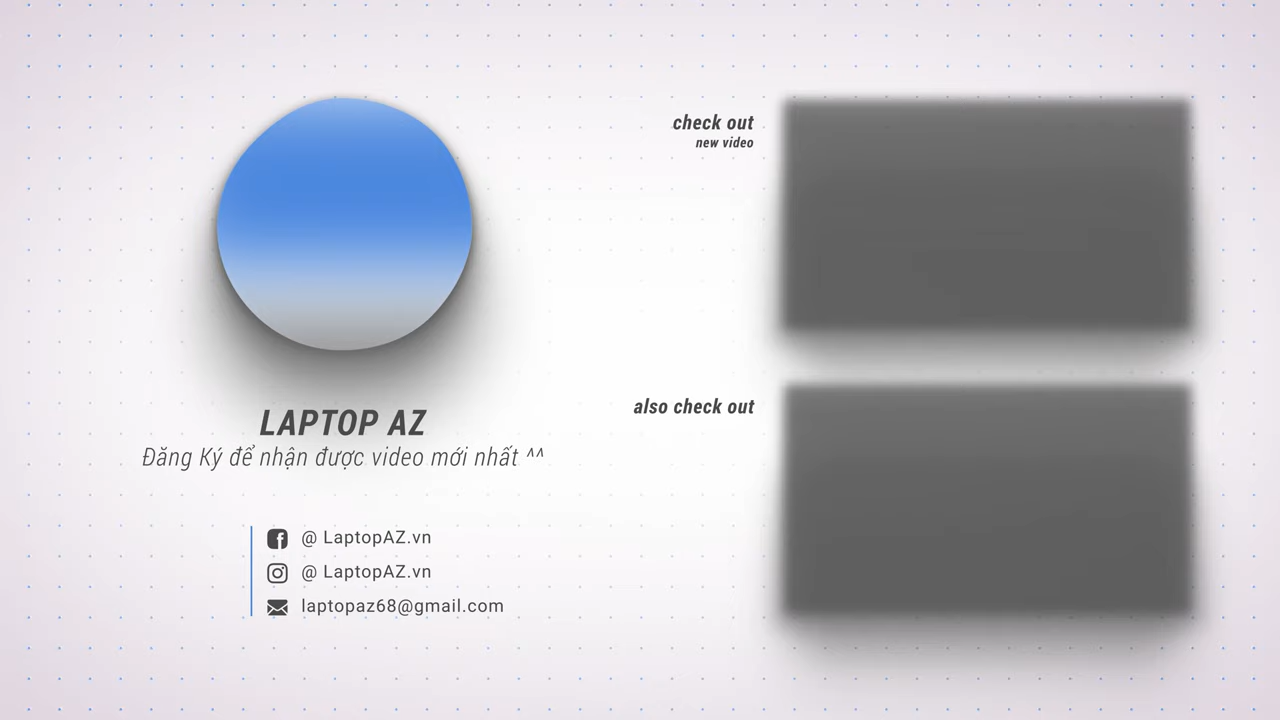 LAPTOP AZ
Đăng Ký để nhận được video mới nhất ^^
@ LaptopAZ.vn
@ LaptopAZ.vn
laptopaz68@gmail.com
check out
new video
also check out